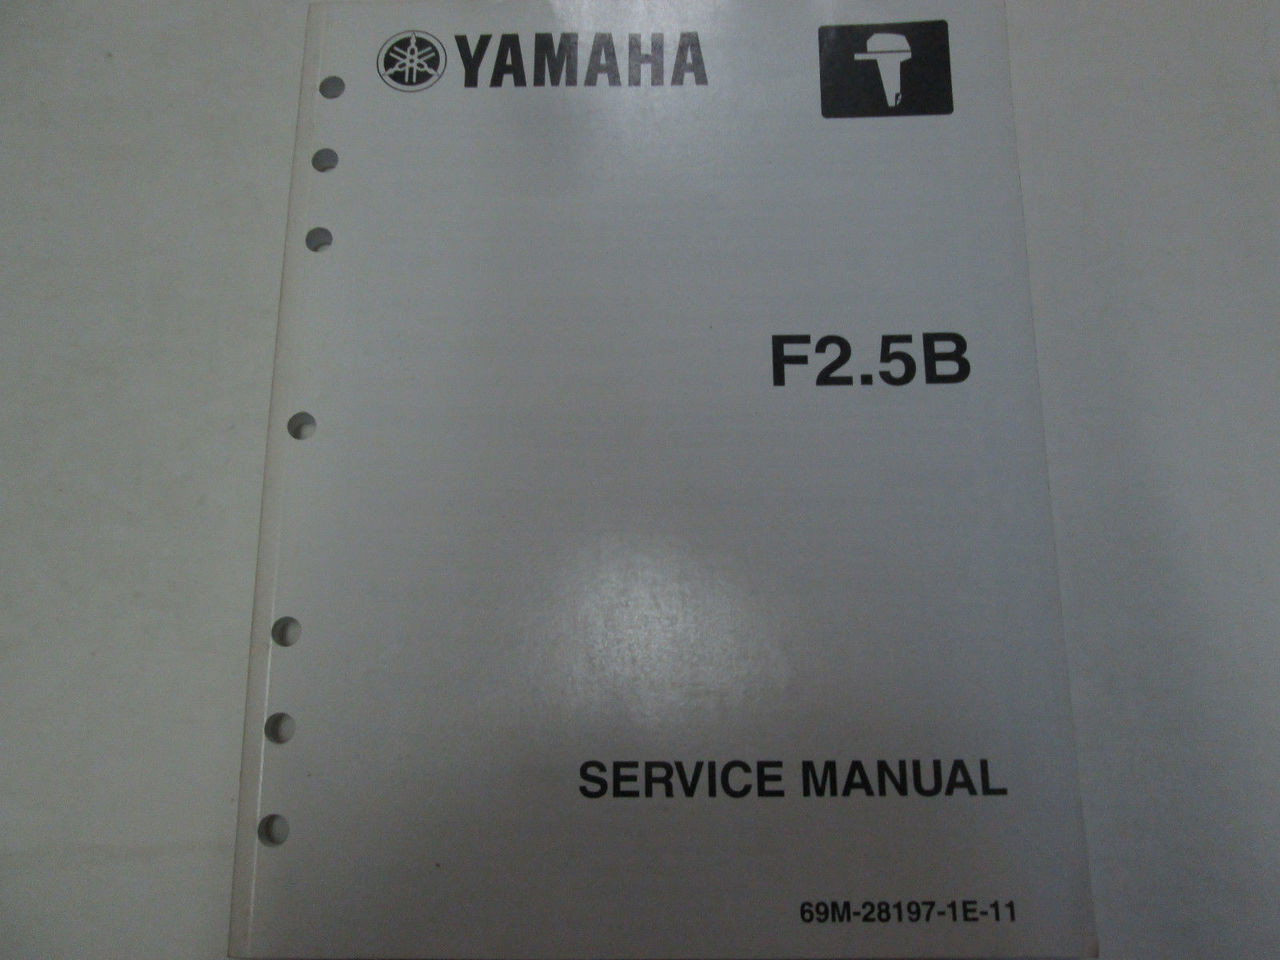 YAMAHA
F2.5B
SERVICE MANUAL
69M-28197-1E-11